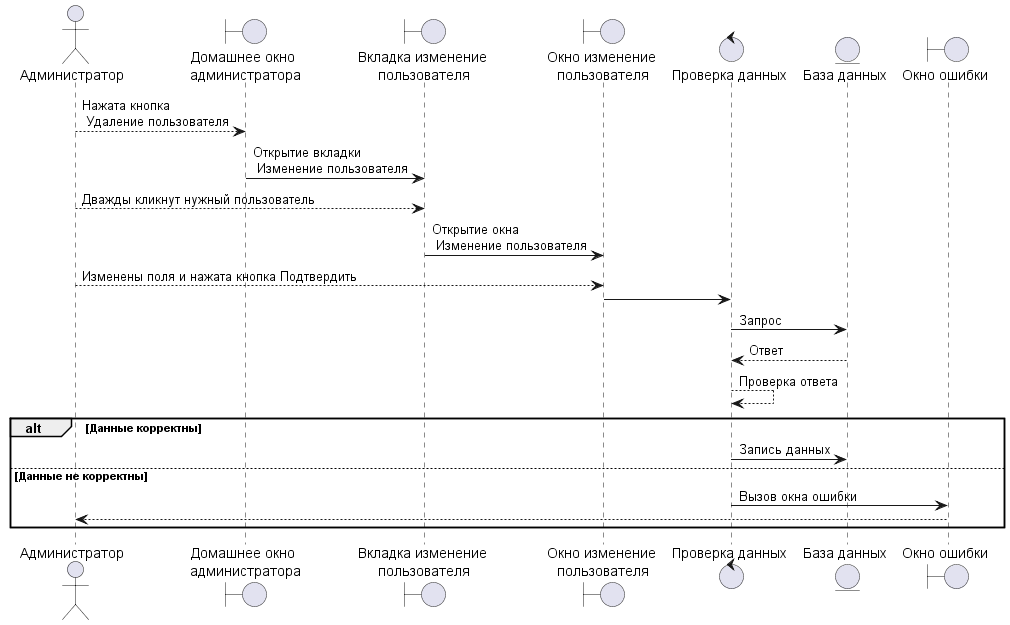 Администратор
Домашнее окно
администратора
Вкладка изменение
пользователя
Окно изменение
пользователя
Проверка данных
База данных
Окно ошибки
Нажата кнопка
Удаление пользователя
Открытие вкладки
Изменение пользователя
Дважды кликнут нужный пользователь
Открытие окна
Изменение пользователя
Изменены поля и нажата кнопка Подтвердить
Запрос
Ответ
Проверка ответа
alt [Данные корректны]
Запись данных
[Данные не корректны]
Вызов окна ошибки
Администратор
Домашнее окно
администратора
Вкладка изменение
пользователя
Окно изменение
пользователя
Проверка данных
База данных
Окно ошибки